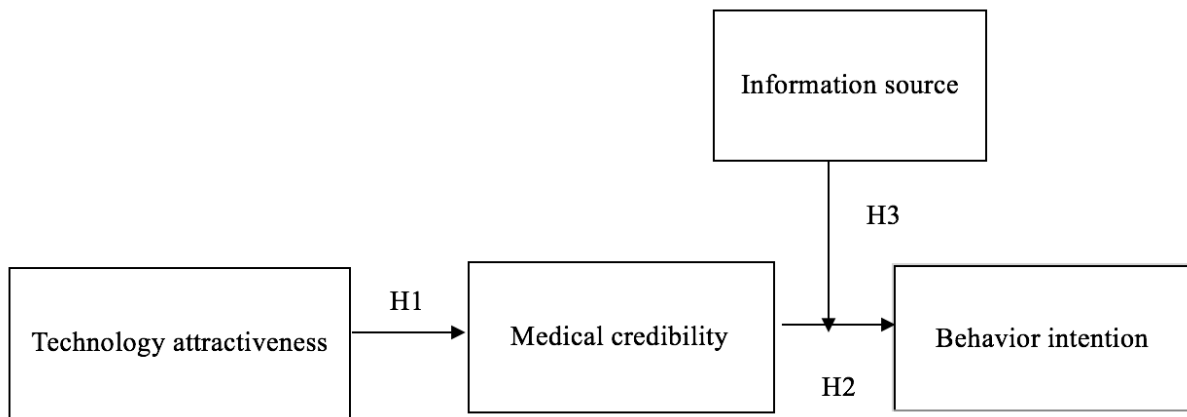 Information source
H3
H1
Technology attractiveness
Medical credibility
Behavior intention
H2